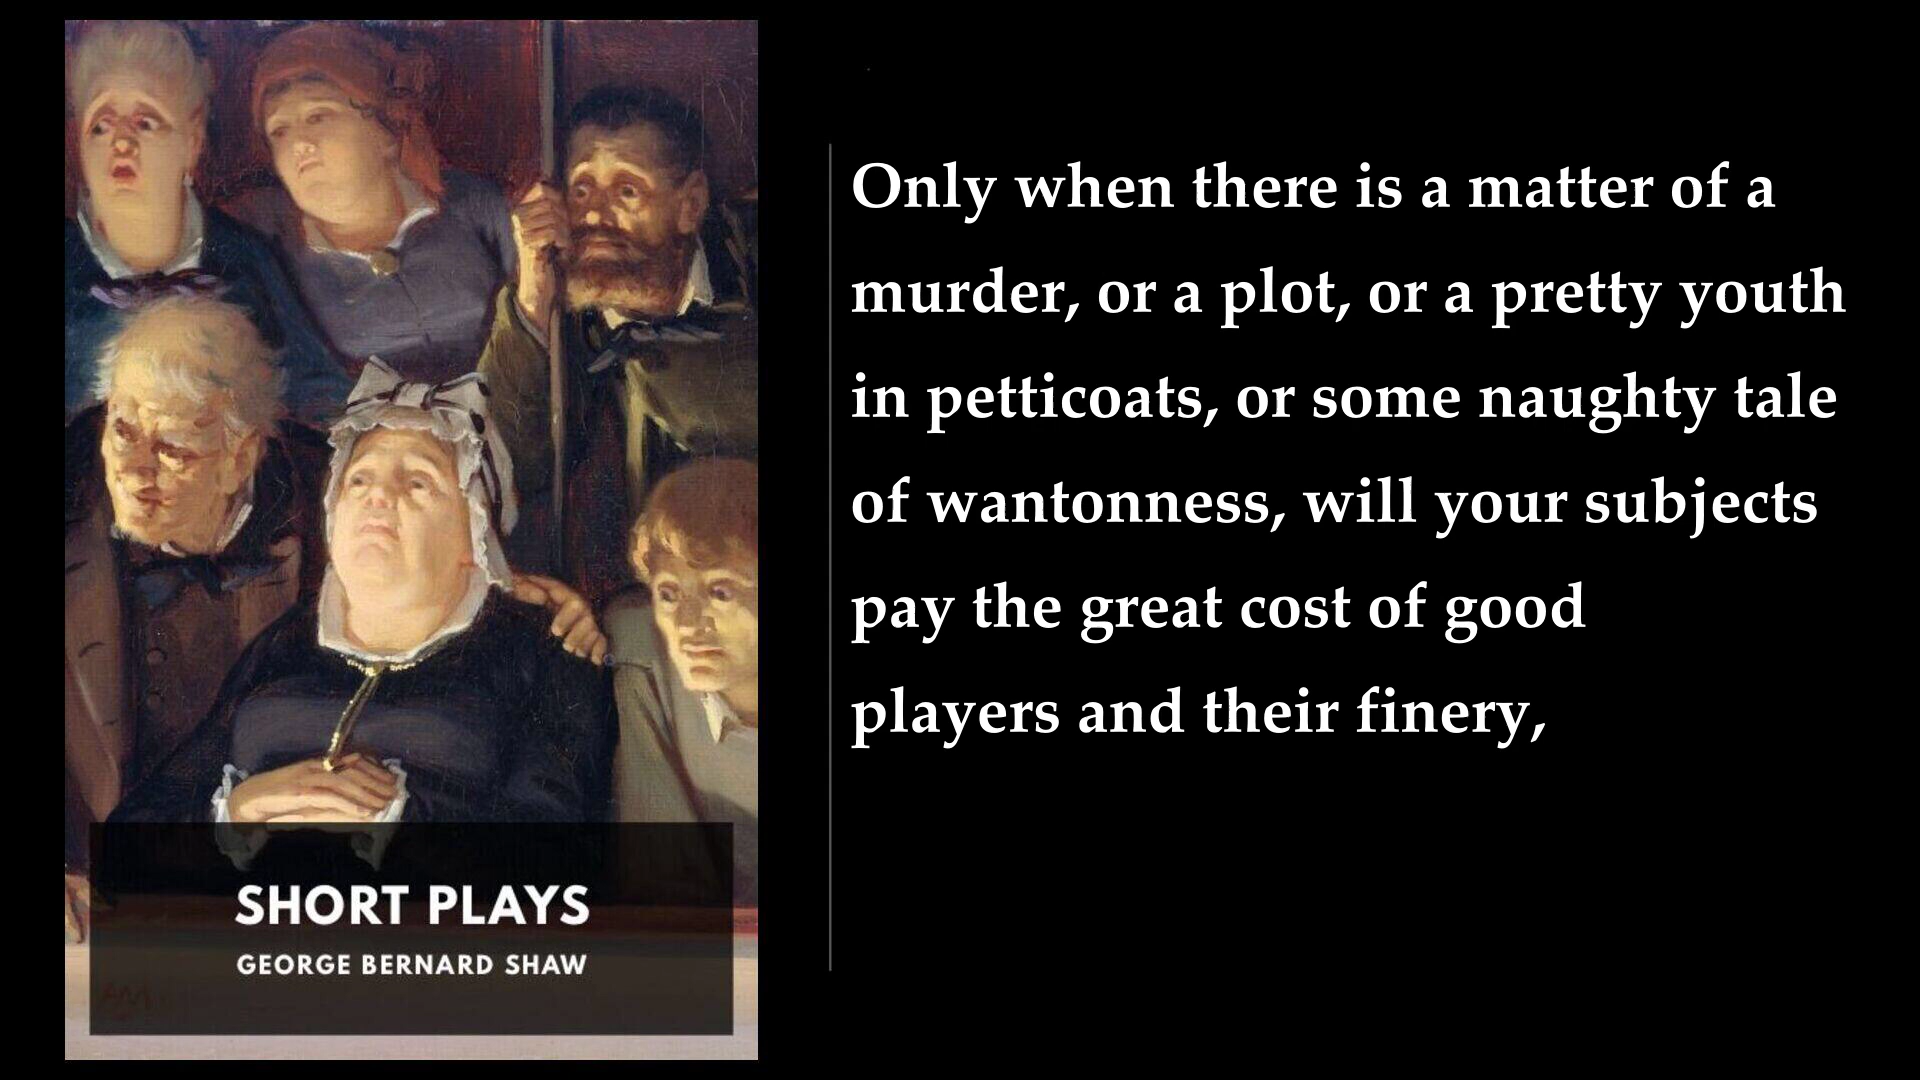 SHORT PLAYS
GEORGE BERNARD SHAW
Only when there is a matter of a
murder, or a plot, or a pretty youth
in petticoats, or some naughty tale
of wantonness, will your subjects
pay the great cost of good
players and their finery,